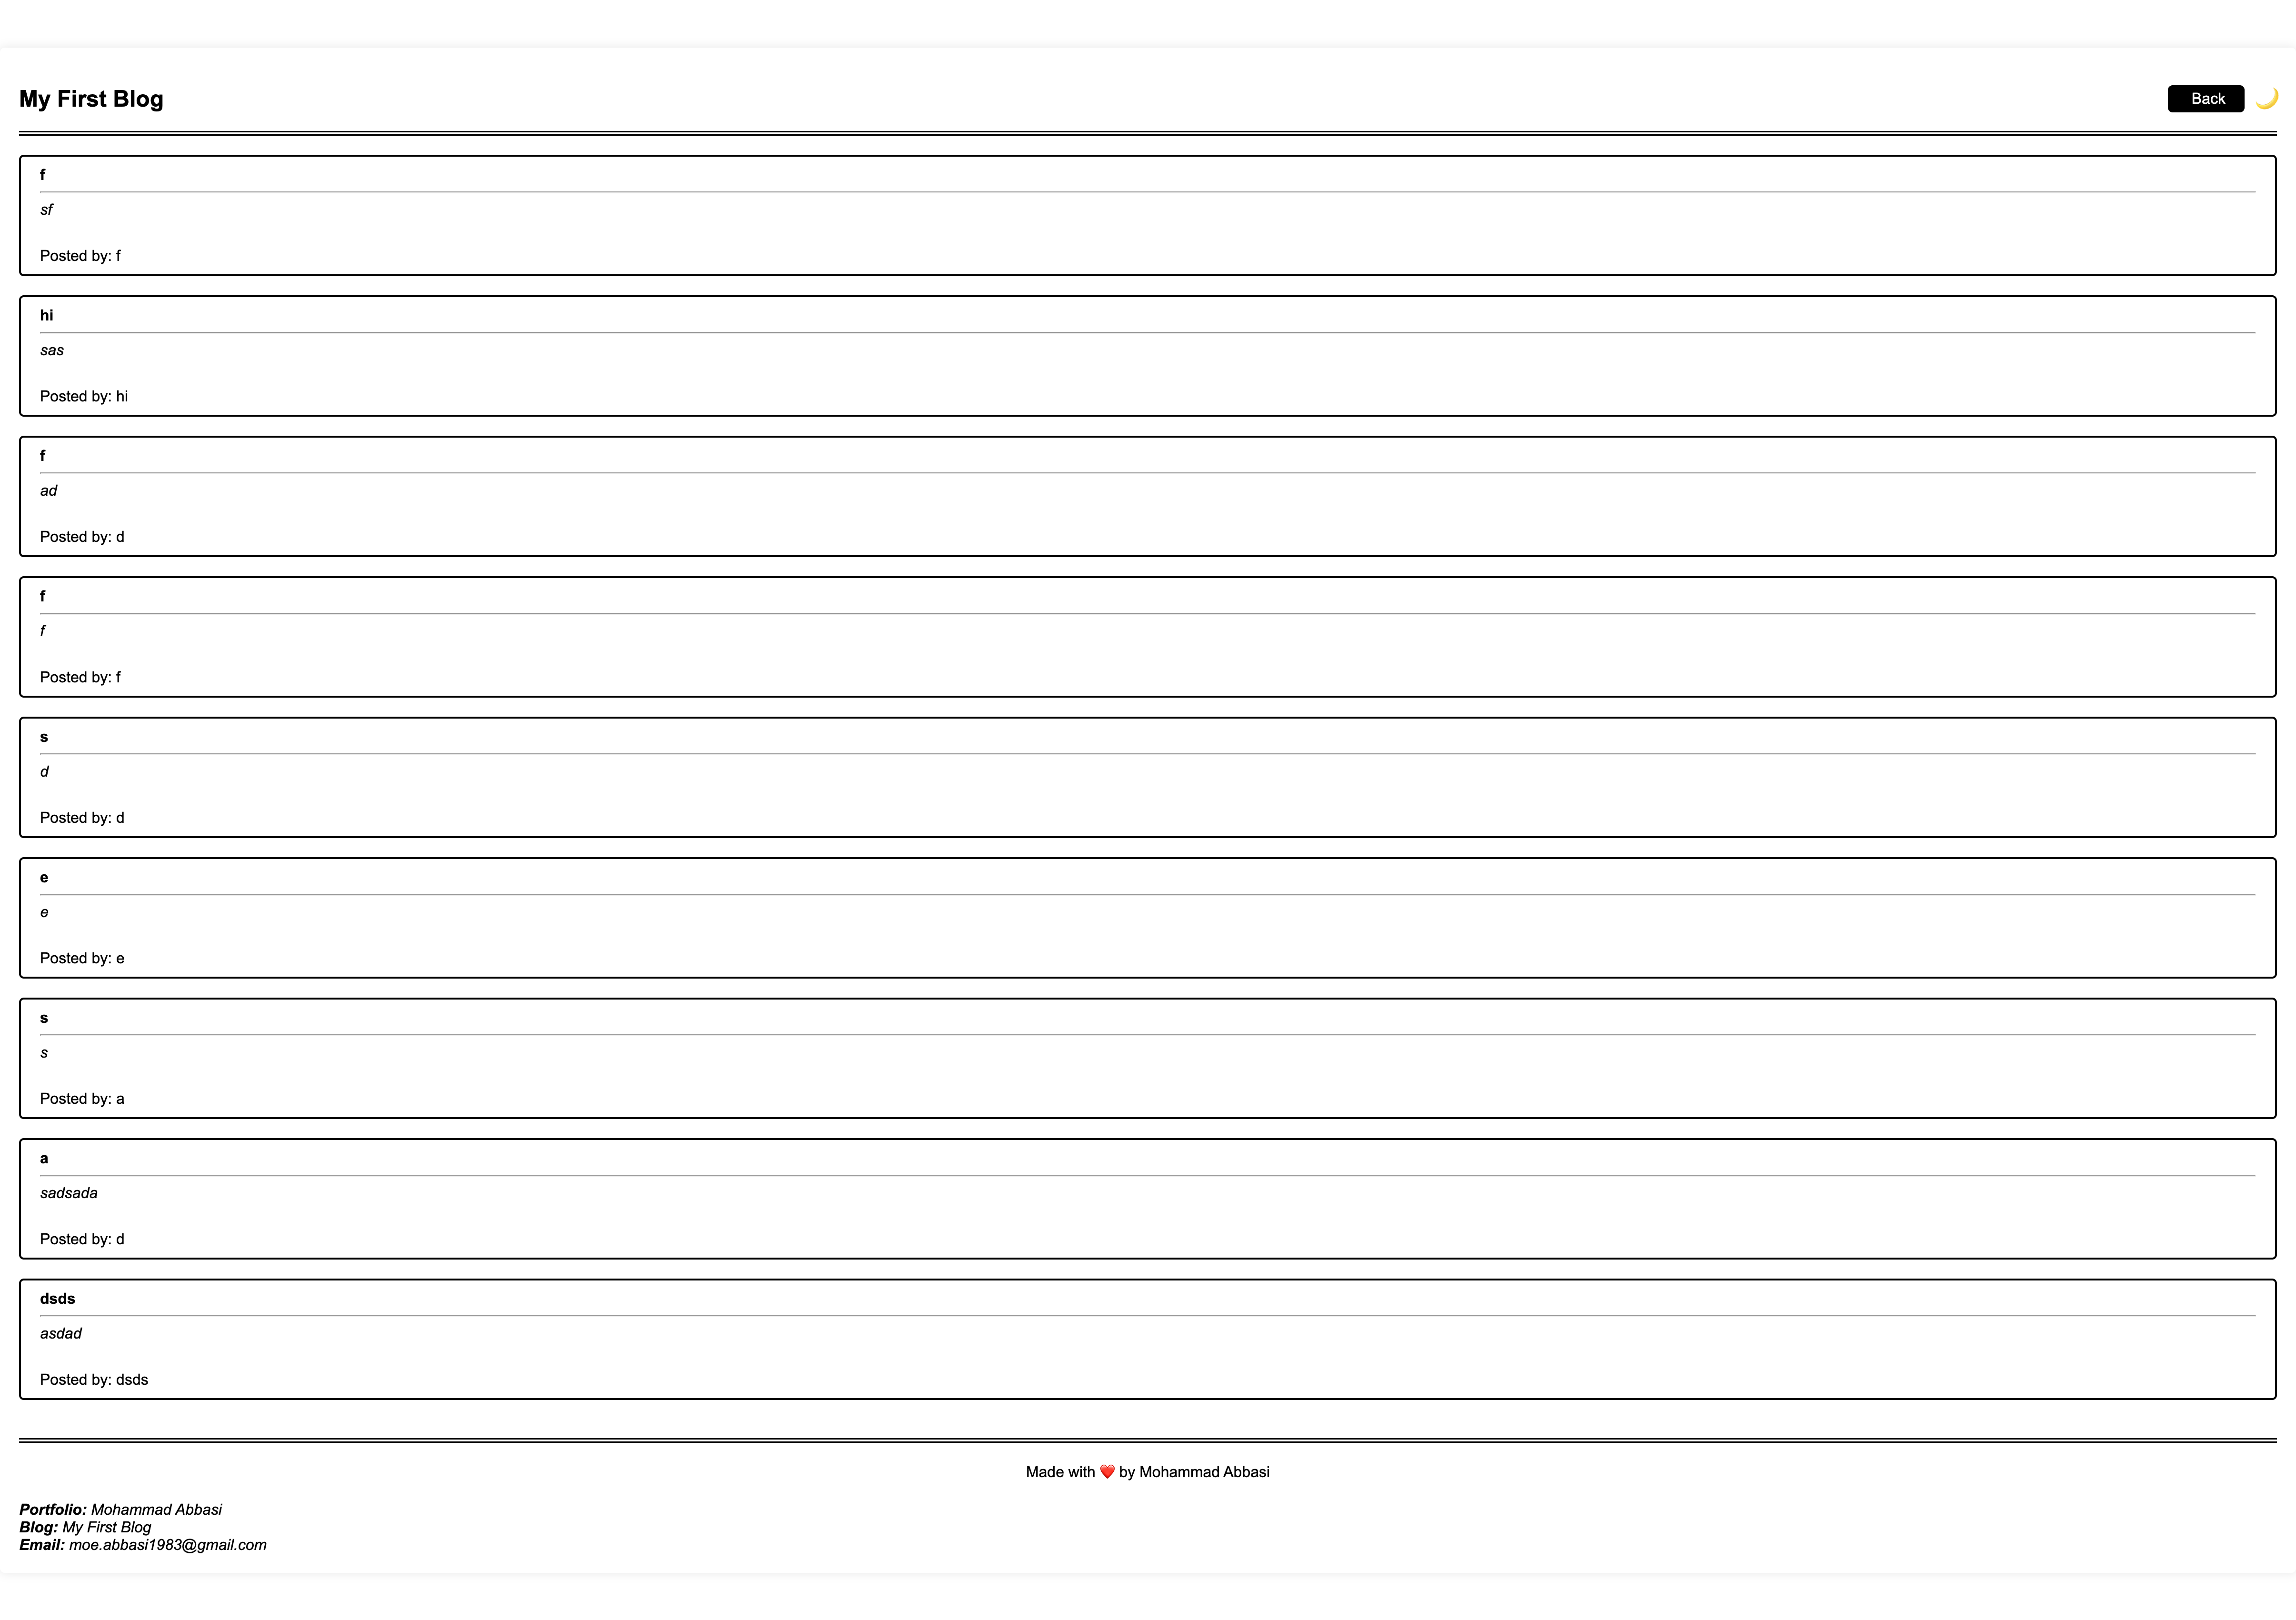 My First Blog
Back
f
sf
Posted by: f
hi
sas
Posted by: hi
f
ad
Posted by: d
f
f
Posted by: f
s
d
Posted by: d
e
e
Posted by: e
s
s
Posted by: a
a
sadsada
Posted by: d
dsds
asdad
Posted by: dsds
Made with ❤️ by Mohammad Abbasi
Portfolio: Mohammad Abbasi
Blog: My First Blog
Email: moe.abbasi1983@gmail.com